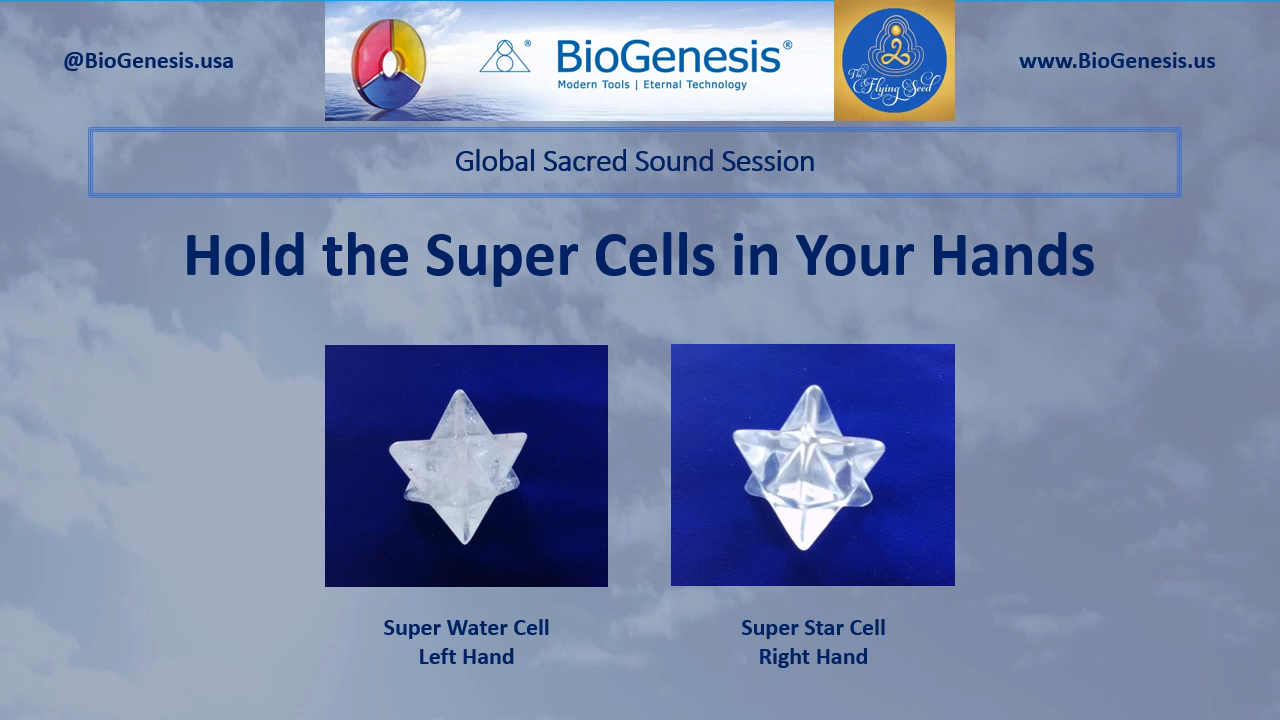 @BioGenesis.usa
BioGenesis®
Modern Tools | Eternal Technology
The
Flying Seed
www.BioGenesis.us
Global Sacred Sound Session
Hold the Super Cells in Your Hands
Super Water Cell
Left Hand
Super Star Cell
Right Hand